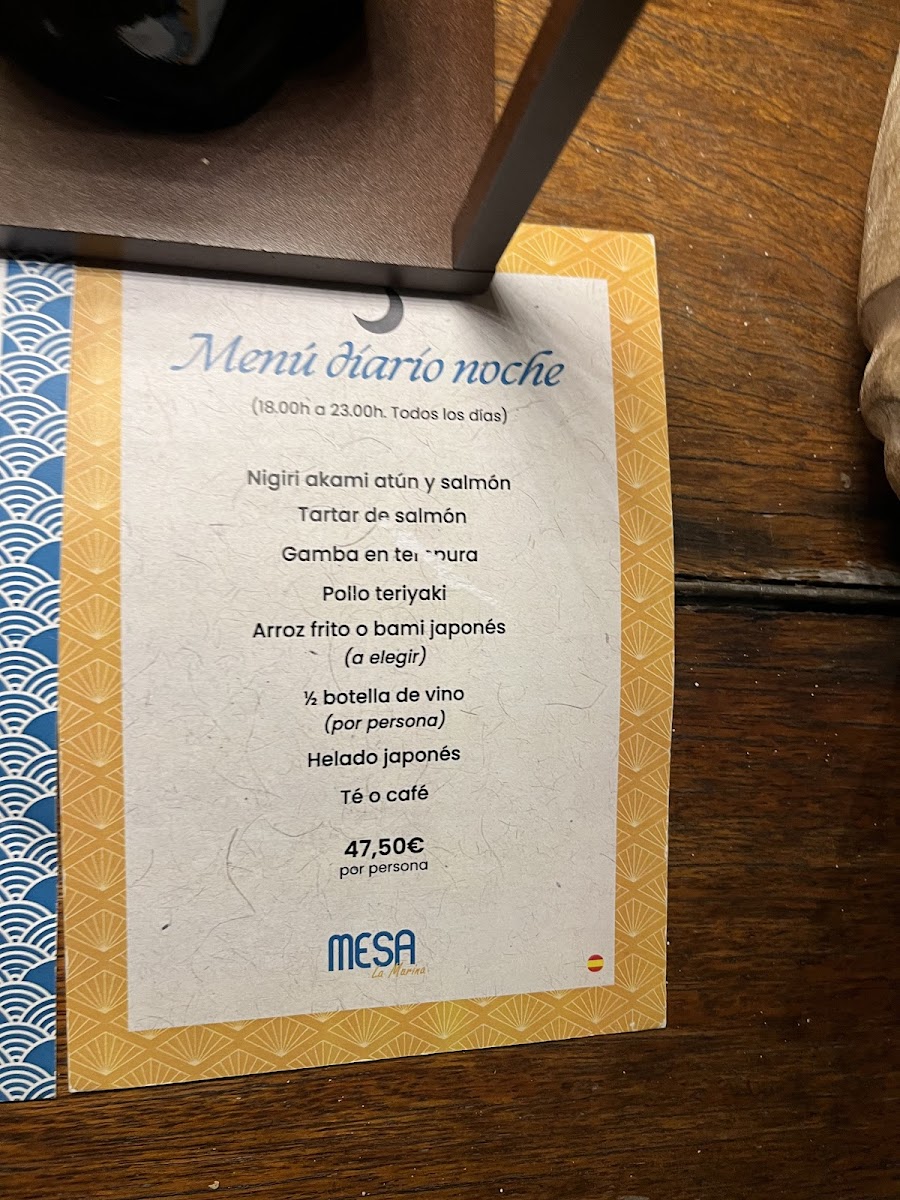 Menú diario noche
(18.00h a 23.00h. Todos los días)
Nigiri akami atún y salmón
Tartar de salmón
Gamba en
Pollo teriyaki
Arroz frito o bami japonés
(a elegir)
½ botella de vino
(por persona)
Helado japonés
Té o café
47,50€
por persona
MESA
La Marina